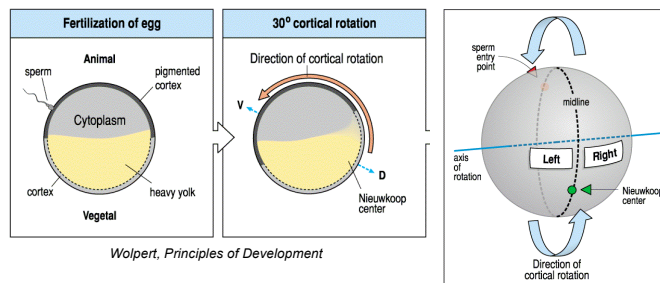 Fertilization of egg
Animal
sperm
pigmented
cortex
Cytoplasm
cortex
heavy yolk
Vegetal
30º cortical rotation
Direction of cortical rotation
V
D
Nieuwkoop
center
Wolpert, Principles of Development
sperm
entry
point
midline
Left
Right
axis
of
rotation
Nieuwkoop
center
Direction of
cortical rotation